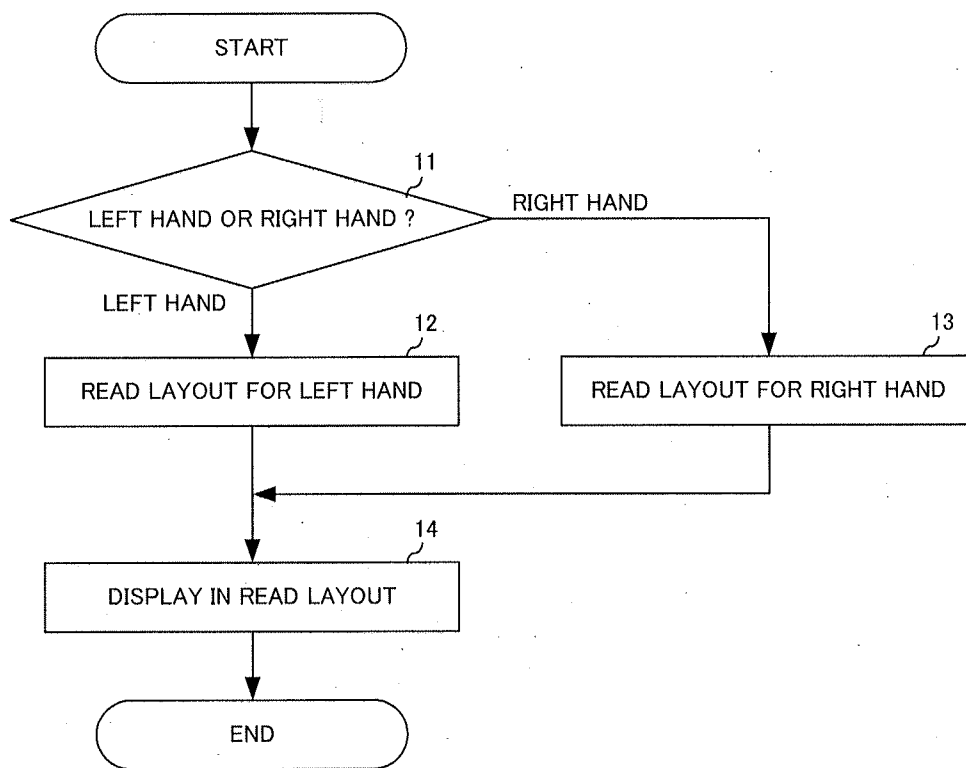 START
11
LEFT HAND OR RIGHT HAND ?
RIGHT HAND
LEFT HAND
12
READ LAYOUT FOR LEFT HAND
13
READ LAYOUT FOR RIGHT HAND
14
DISPLAY IN READ LAYOUT
END